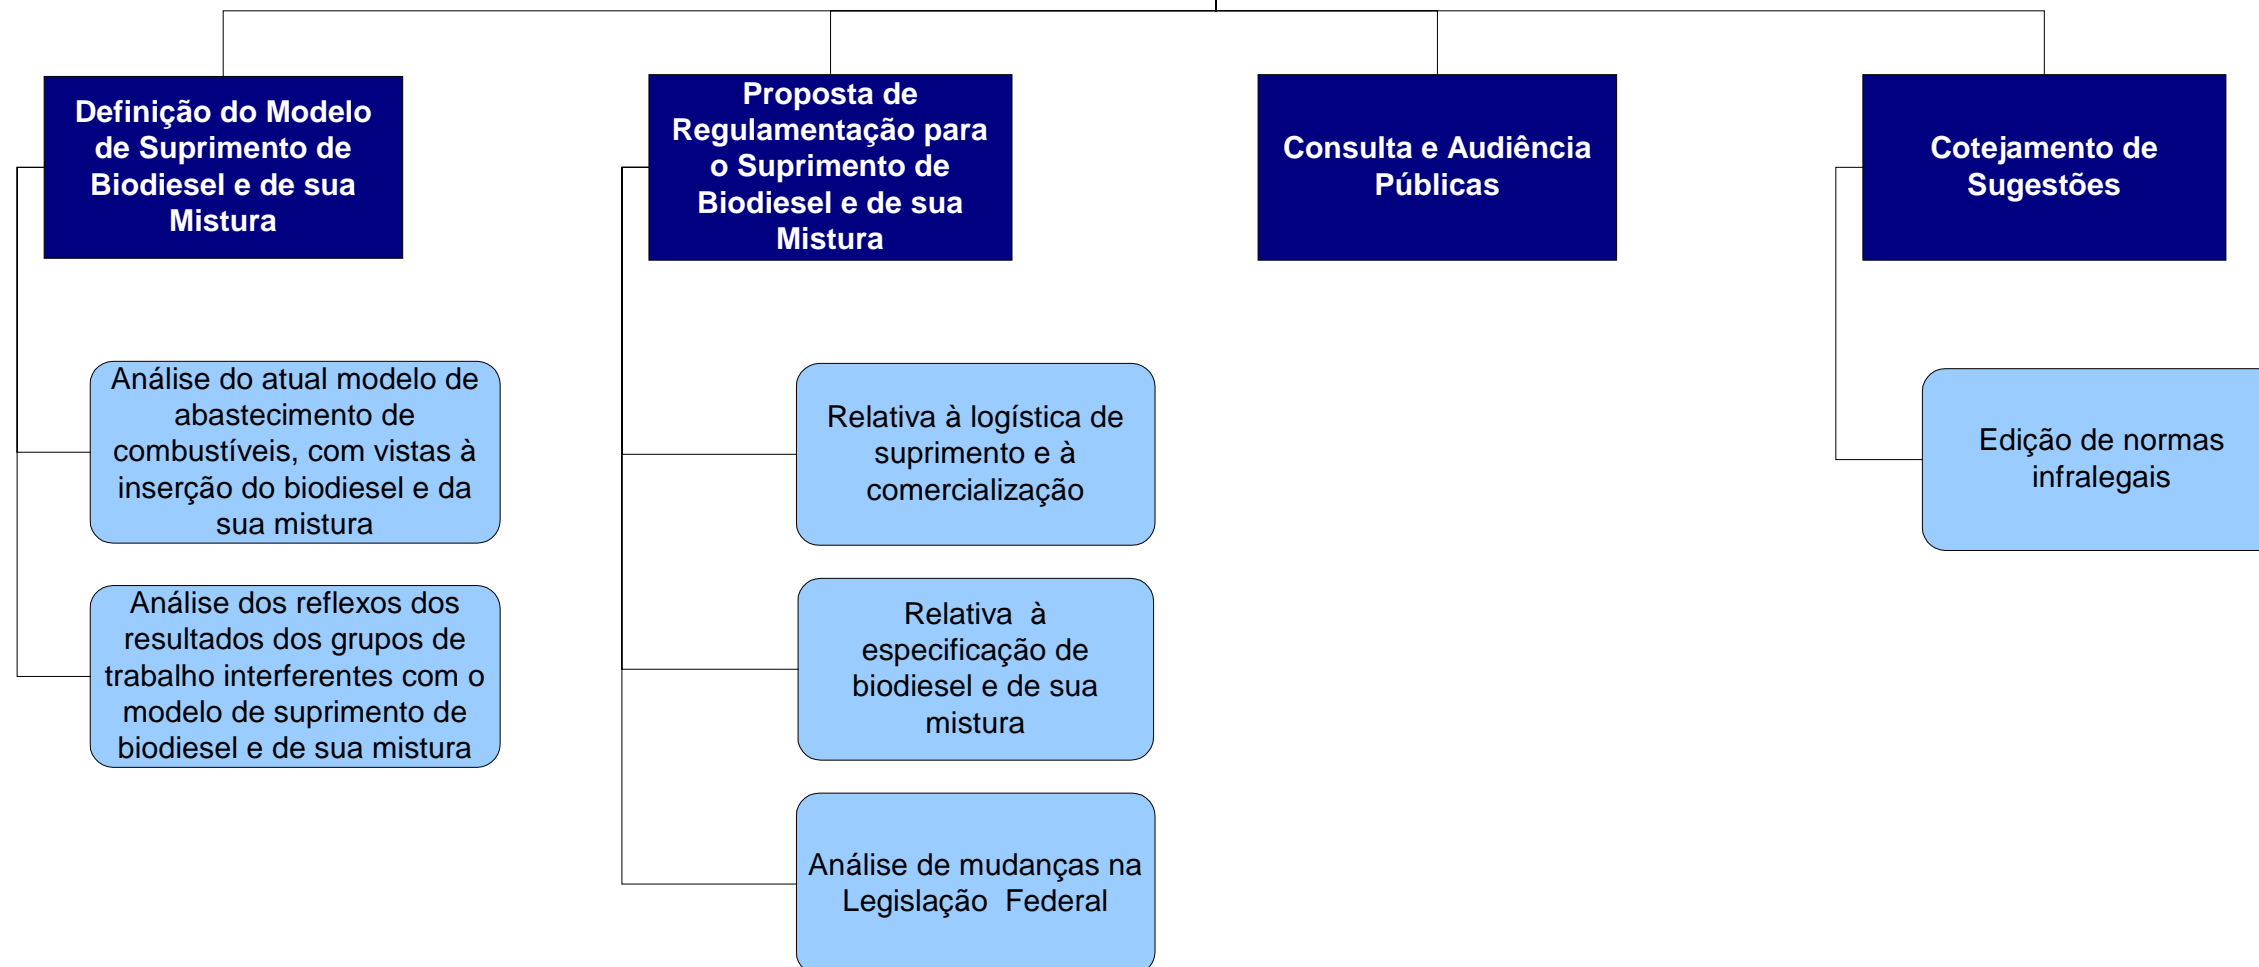 Definição do Modelo
de Suprimento de
Biodiesel e de sua
Mistura
Proposta de
Regulamentação para
o Suprimento de
Biodiesel e de sua
Mistura
Consulta e Audiência
Públicas
Cotejamento de
Sugestões
Análise do atual modelo de
abastecimento de
combustíveis, com vistas à
inserção do biodiesel e da
sua mistura
Análise dos reflexos dos
resultados dos grupos de
trabalho interferentes com o
modelo de suprimento de
biodiesel e de sua mistura
Relativa à logística de
suprimento e à
comercialização
Relativa  à
especificação de
biodiesel e de sua
mistura
Análise de mudanças na
Legislação  Federal
Edição de normas
infralegais